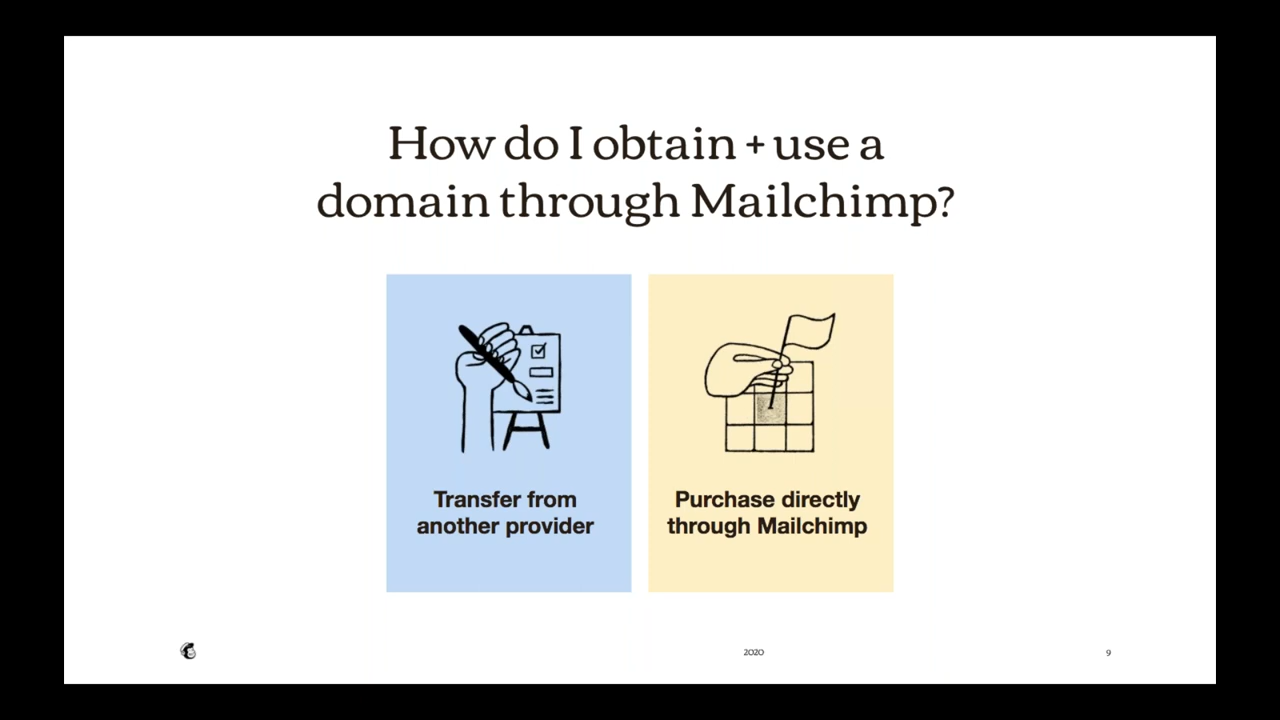 How do I obtain + use a
domain through Mailchimp?
Transfer from
another provider
Purchase directly
through Mailchimp
2020
9